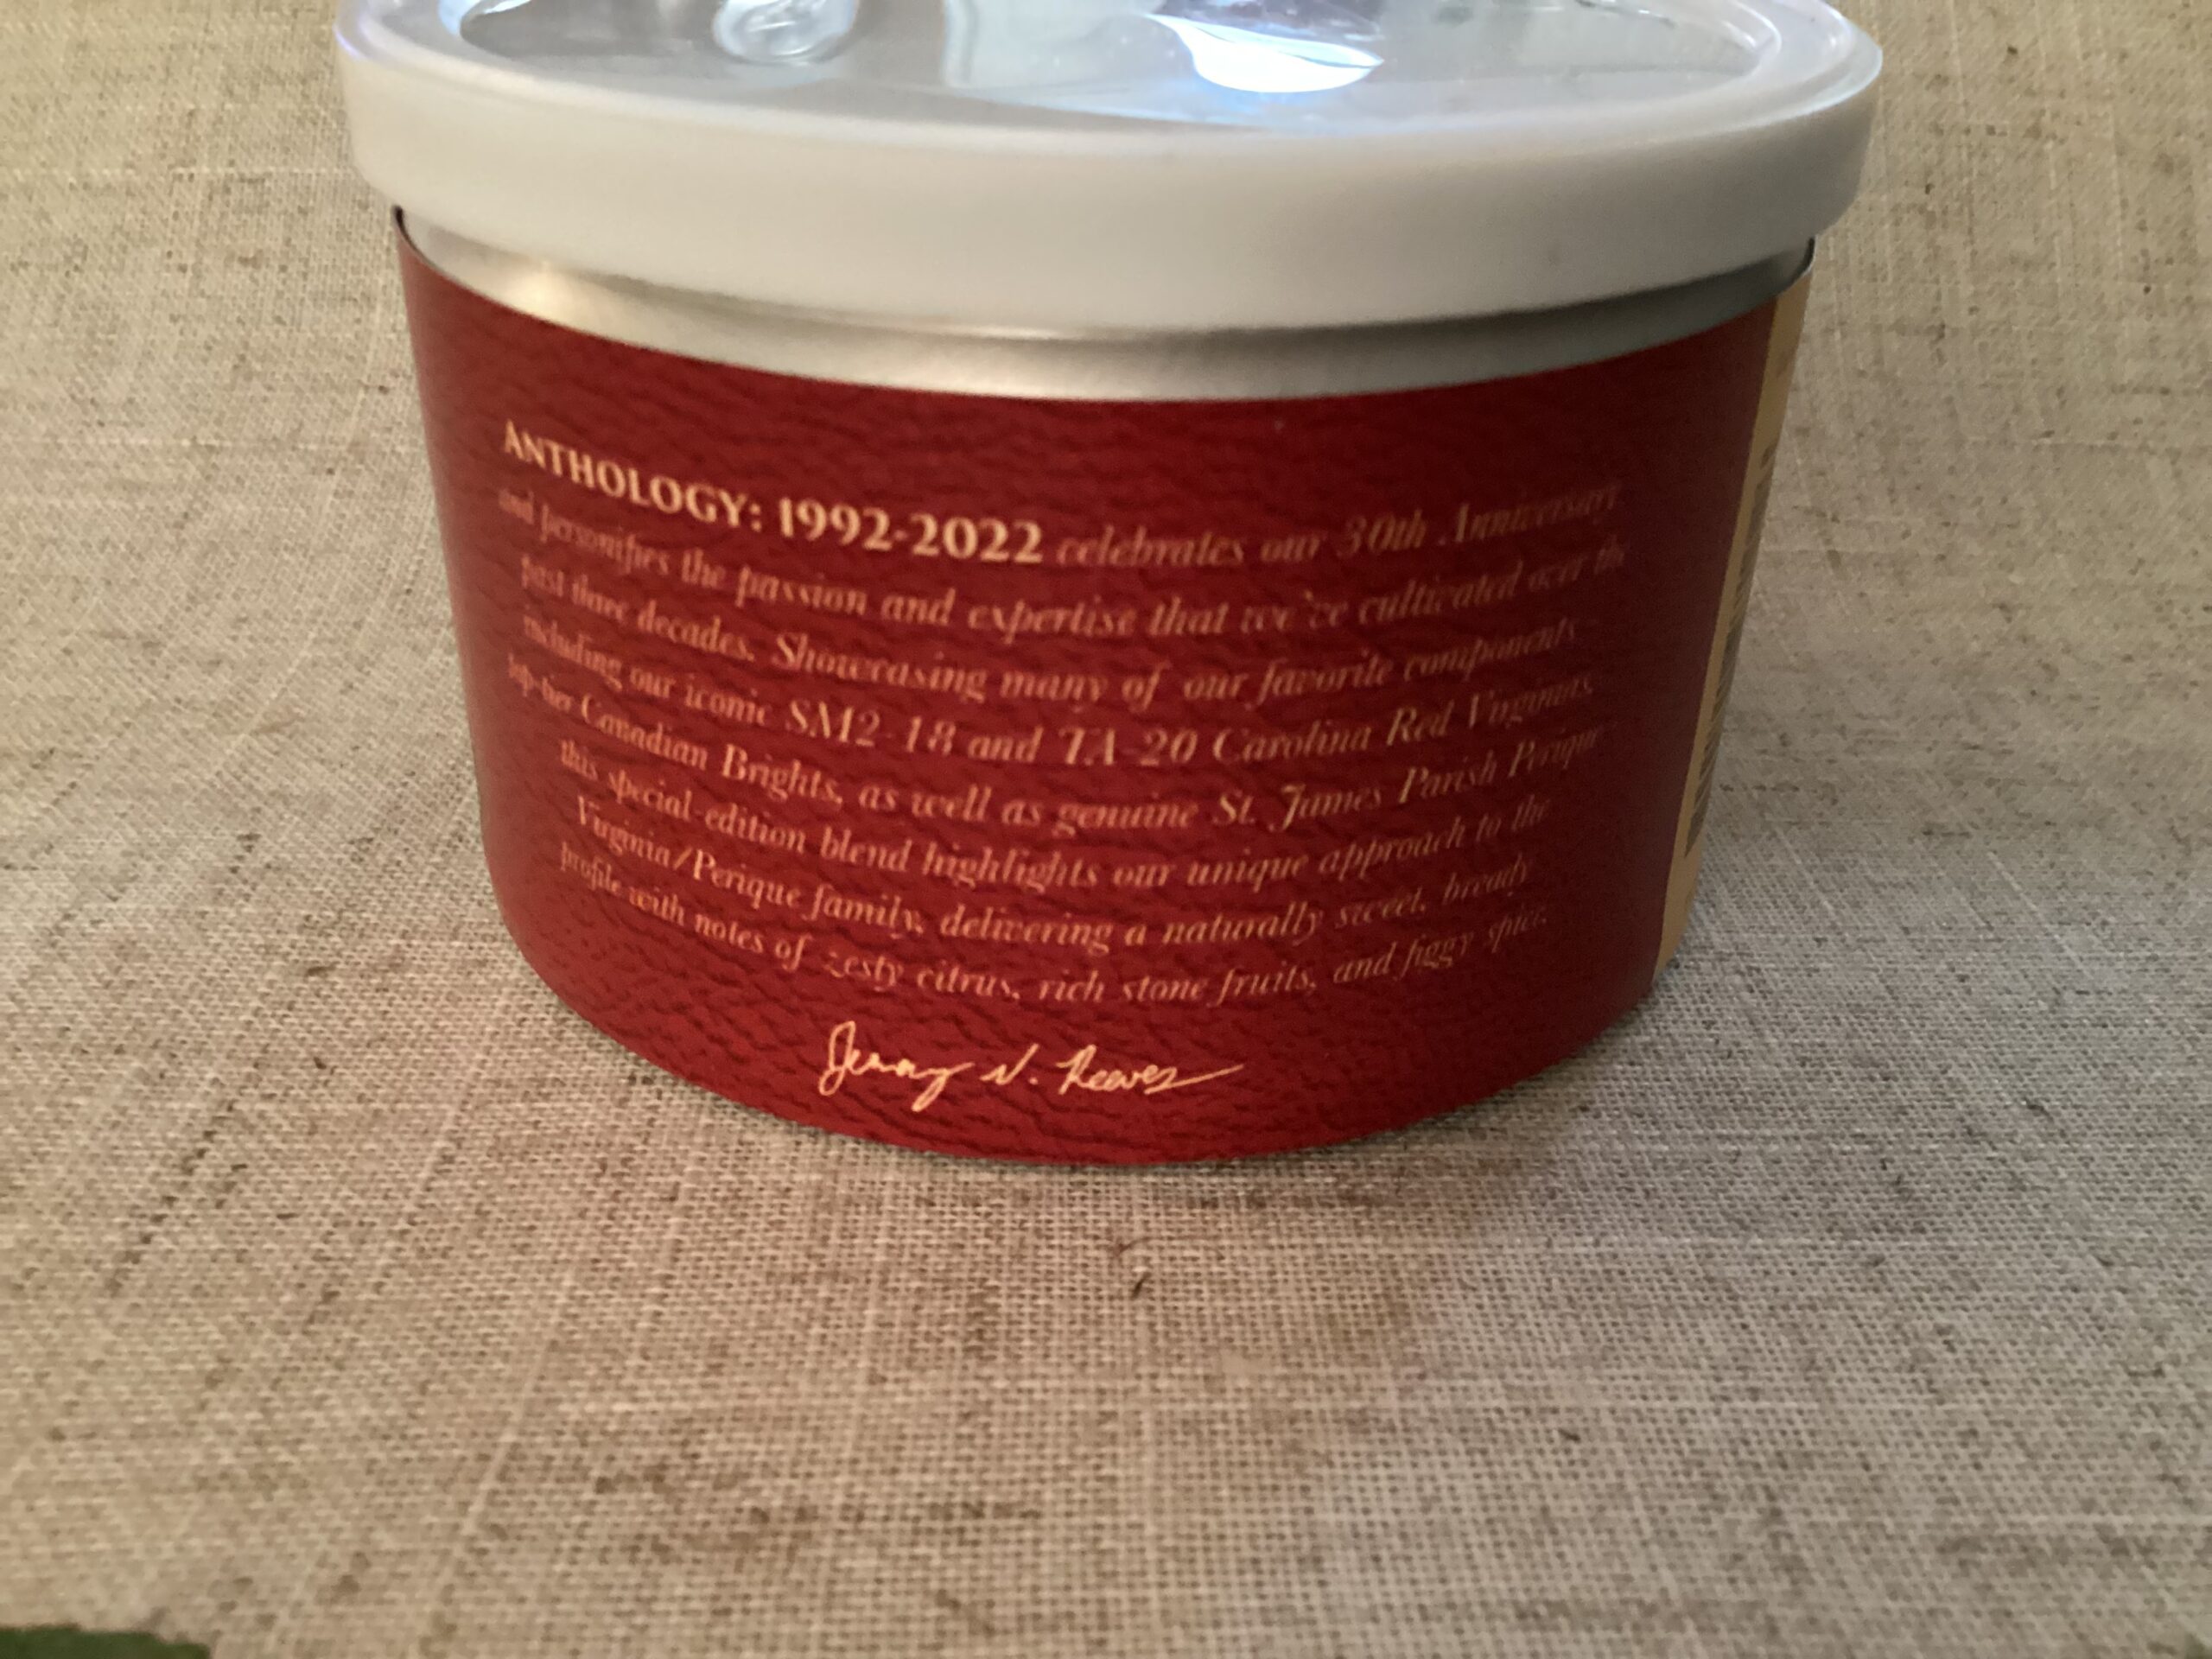 ANTHOLOGY: 1992-2022 celebrates our 30th Anniversary
and personifies the passion and expertise that we've cultivated over the
past three decades. Showcasing many of our favorite components—
including our iconic SM2-18 and TA-20 Carolina Red Virginias,
top-tier Canadian Brights, as well as genuine St. James Parish Perique—
this special-edition blend highlights our unique approach to the
Virginia/Perique family, delivering a naturally sweet, bready
profile with notes of zesty citrus, rich stone fruits, and figgy spice.
Jeremy N. Reeves